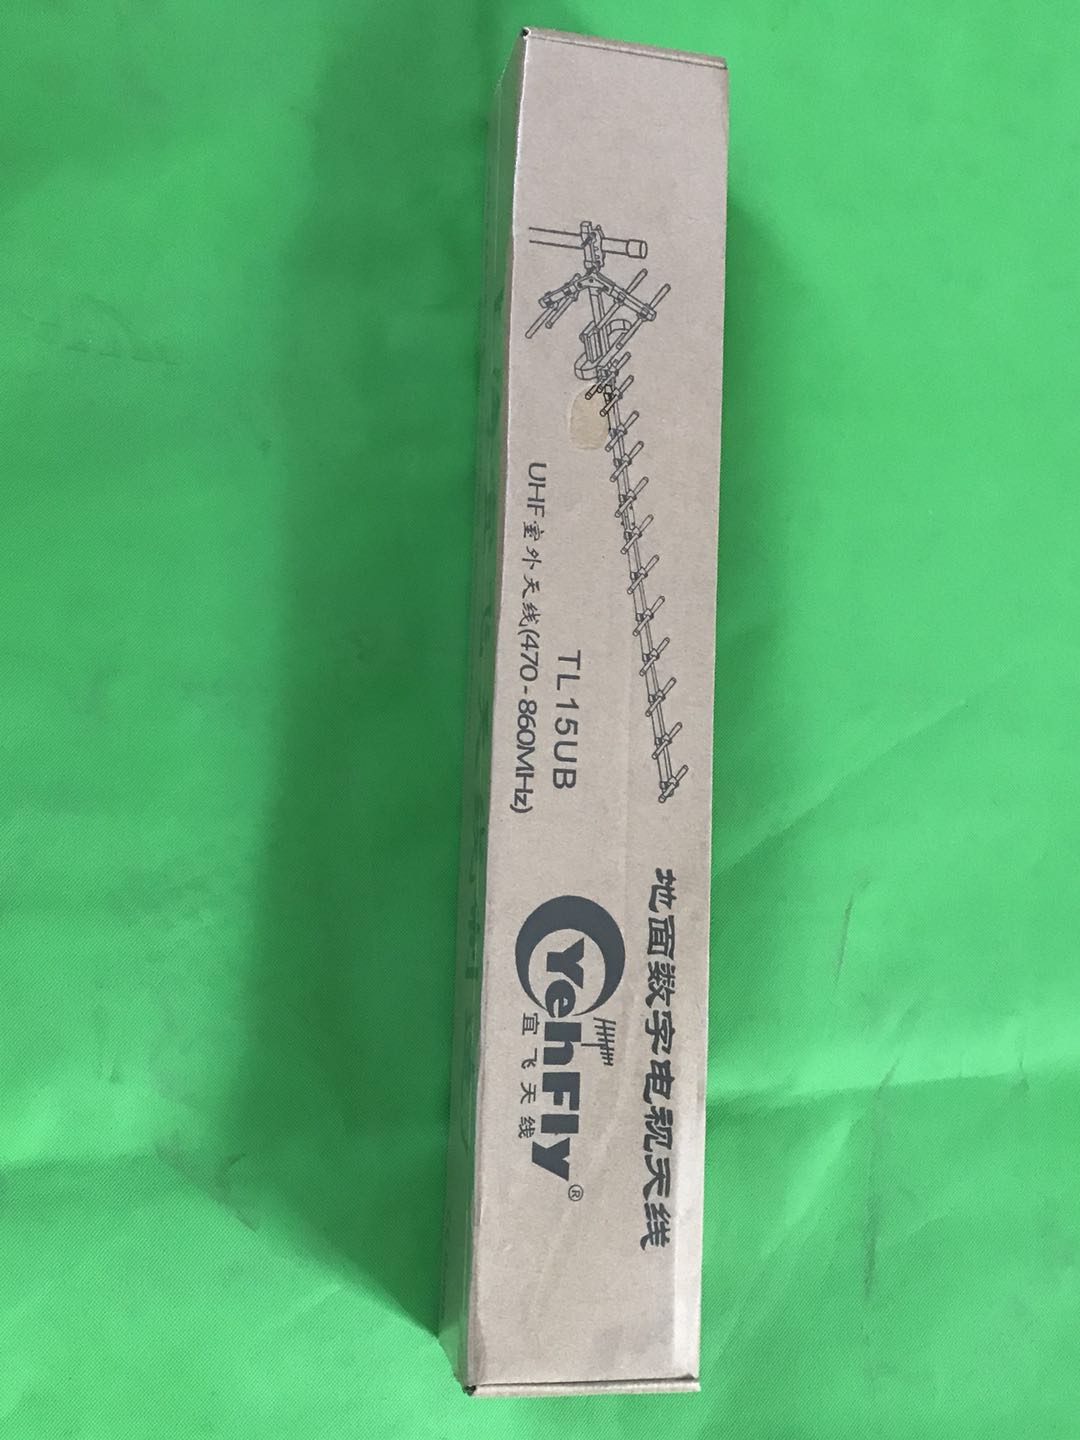 地面数字电视天线
TL15UB
UHF室外天线(470-860MHz)
YehFly®
宜飞天线